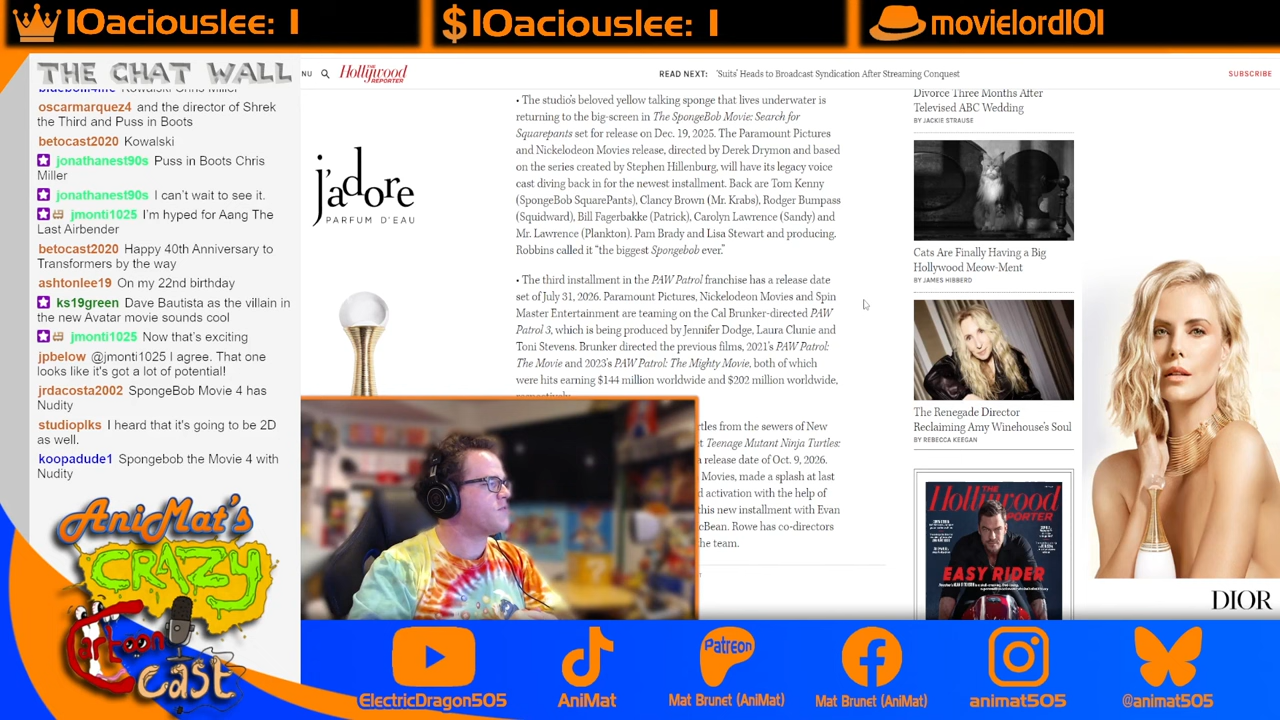 10aciouslee: 1
$10aciouslee: 1
movielord101
THE CHAT WALL
oscarmarquez4 and the director of Shrek
the Third and Puss in Boots
betocast2020 Kowalski
jonathanest90s Puss in Boots Chris
Miller
jonathanest90s I can't wait to see it.
jmonti1025 I'm hyped for Aang The
Last Airbender
betocast2020 Happy 40th Anniversary to
Transformers by the way
ashtonlee19 On my 22nd birthday
ks19green Dave Bautista as the villain in
the new Avatar movie sounds cool
jmonti1025 Now that's exciting
jpbelow @jmonti1025 I agree. That one
looks like it's got a lot of potential!
jrdacosta2002 SpongeBob Movie 4 has
Nudity
studioplks I heard that it's going to be 2D
as well.
koopadude1 Spongebob the Movie 4 with
Nudity
AniMat's
CRAZY
Cartoon
Cast
NU
The Hollywood
REPORTER
READ NEXT: 'Suits' Heads to Broadcast Syndication After Streaming Conquest
SUBSCRIBE
j'adore
PARFUM D'EAU
• The studio's beloved yellow talking sponge that lives underwater is
returning to the big-screen in The SpongeBob Movie: Search for
Squarepants set for release on Dec. 19, 2025. The Paramount Pictures
and Nickelodeon Movies release, directed by Derek Drymon and based
on the series created by Stephen Hillenburg, will have its legacy voice
cast diving back in for the newest installment. Back are Tom Kenny
(SpongeBob SquarePants), Clancy Brown (Mr. Krabs), Rodger Bumpass
(Squidward), Bill Fagerbakke (Patrick), Carolyn Lawrence (Sandy) and
Mr. Lawrence (Plankton). Pam Brady and Lisa Stewart and producing.
Robbins called it "the biggest Spongebob ever."
• The third installment in the PAW Patrol franchise has a release date
set of July 31, 2026. Paramount Pictures, Nickelodeon Movies and Spin
Master Entertainment are teaming on the Cal Brunker-directed PAW
Patrol 3, which is being produced by Jennifer Dodge, Laura Clunie and
Toni Stevens. Brunker directed the previous films, 2021's PAW Patrol:
The Movie and 2023's PAW Patrol: The Mighty Movie, both of which
were hits earning $144 million worldwide and $202 million worldwide,
respectively.
rtles from the sewers of New
t Teenage Mutant Ninja Turtles:
a release date of Oct. 9, 2026.
Movies, made a splash at last
d activation with the help of
this new installment with Evan
cBean. Rowe has co-directors
the team.
Divorce Three Months After
Televised ABC Wedding
BY JACKIE STRAUSE
Cats Are Finally Having a Big
Hollywood Meow-Ment
BY JAMES HIBBERD
The Renegade Director
Reclaiming Amy Winehouse's Soul
BY REBECCA KEEGAN
THE
Hollywood
EASY RIDER
DIOR
ElectricDragon505
AniMat
Patreon
Mat Brunet (AniMat)
Mat Brunet (AniMat)
animat505
@animat505